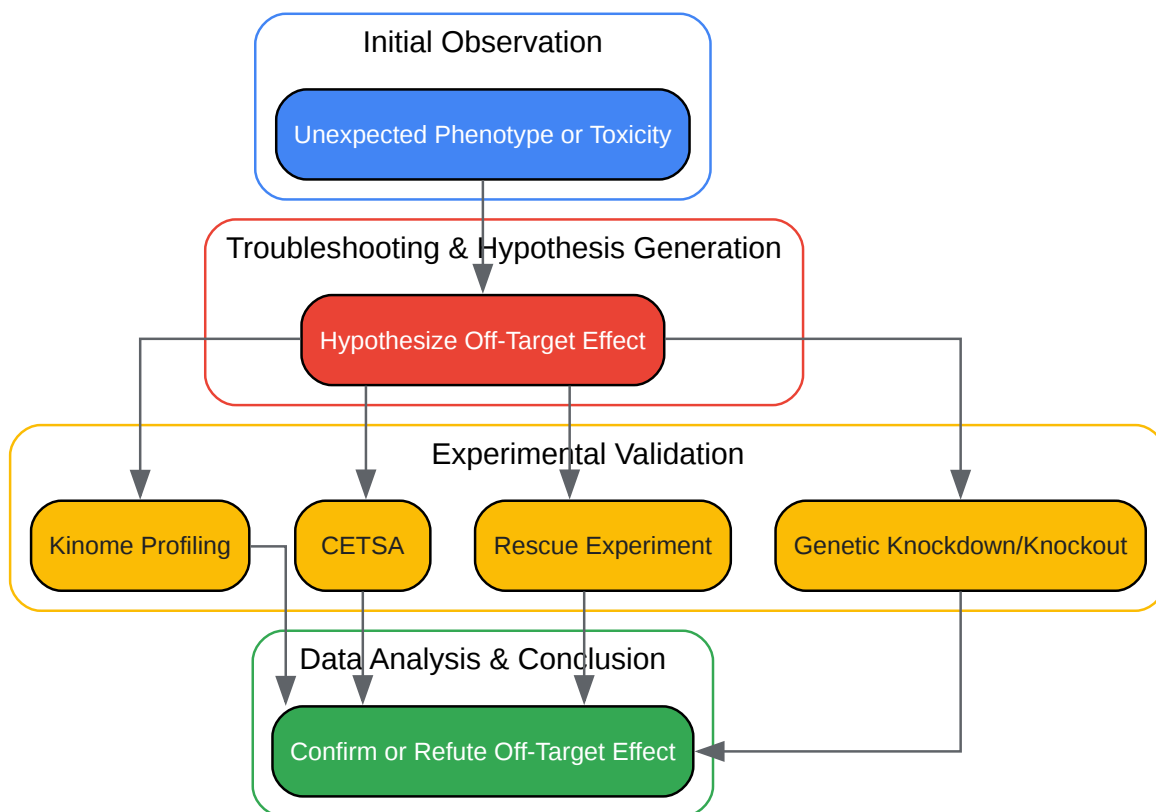 Initial Observation
Unexpected Phenotype or Toxicity
Troubleshooting & Hypothesis Generation
Hypothesize Off-Target Effect
Experimental Validation
Kinome Profiling
CETSA
Rescue Experiment
Genetic Knockdown/Knockout
Data Analysis & Conclusion
Confirm or Refute Off-Target Effect